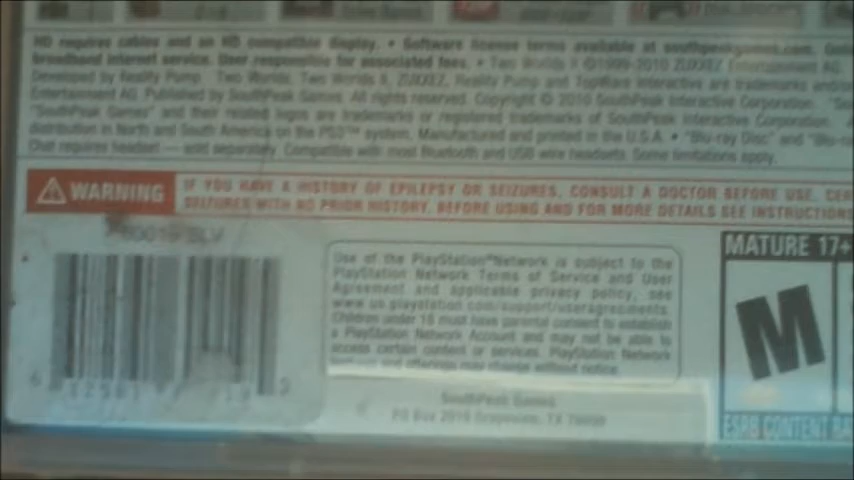 HD requires cables and an HD compatible display. • Software license terms available at southpeakgames.com.
broadband internet service. User responsible for associated fees. • Two Worlds II ©1999-2010 ZUXXEZ Entertainment AG.
Developed by Reality Pump. Two Worlds, Two Worlds II, ZUXXEZ, Reality Pump and TopWare Interactive are trademarks
Entertainment AG. Published by SouthPeak Games. All rights reserved. Copyright © 2010 SouthPeak Interactive Corporation.
"SouthPeak Games" and their related logos are trademarks or registered trademarks of SouthPeak Interactive Corporation.
distribution in North and South America on the PS3™ system. Manufactured and printed in the U.S.A. • "Blu-ray Disc" and
Chat requires headset — sold separately. Compatible with most Bluetooth and USB wire headsets. Some limitations apply.
WARNING
IF YOU HAVE A HISTORY OF EPILEPSY OR SEIZURES, CONSULT A DOCTOR BEFORE USE. CER
SEIZURES WITH NO PRIOR HISTORY. BEFORE USING AND FOR MORE DETAILS SEE INSTRUCTIONS
Use of the PlayStation®Network is subject to the
PlayStation Network Terms of Service and User
Agreement and applicable privacy policy, see
www.us.playstation.com/support/useragreements.
Children under 18 must have parental consent to establish
a PlayStation Network Account and may not be able to
access certain content or services. PlayStation Network
and offerings may change without notice.
SouthPeak Games
PO Box 2019 Grapevine, TX
MATURE 17+
M
ESRB CONTENT RA